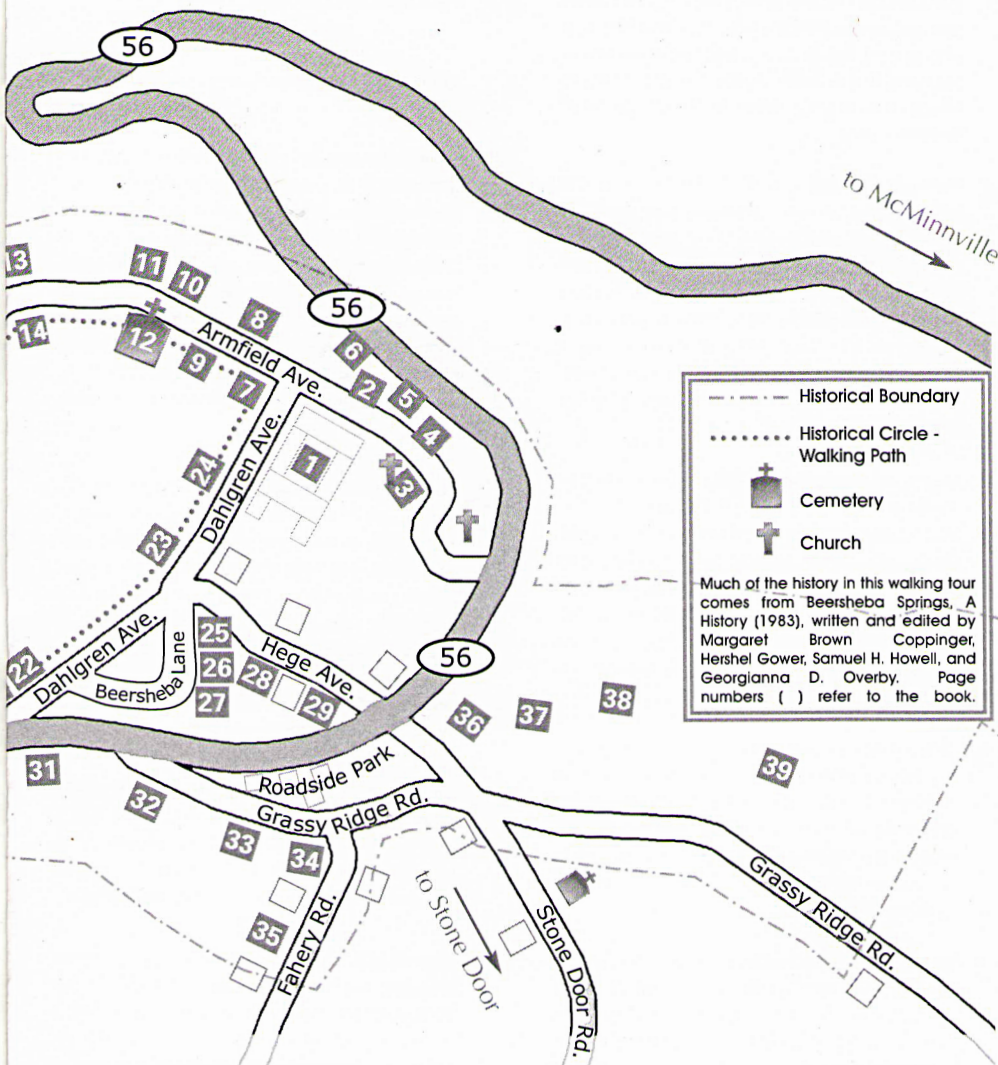 56
to McMinnville
13
11
10
8
56
14
12
9
7
Armfield Ave.
6
2
5
4
Historical Boundary
Historical Circle -
Walking Path
Cemetery
Church
Much of the history in this walking tour
comes from Beersheba Springs, A
History (1983), written and edited by
Margaret Brown Coppinger,
Hershel Gower, Samuel H. Howell, and
Georgianna D. Overby. Page
numbers ( ) refer to the book.
1
3
24
Dahlgren Ave.
23
22
Dahlgren Ave.
Beersheba Lane
25
26
27
28
29
Hege Ave.
56
36
37
38
39
31
32
33
34
35
Roadside Park
Grassy Ridge Rd.
Fahery Rd.
to Stone Door
Stone Door Rd.
Grassy Ridge Rd.